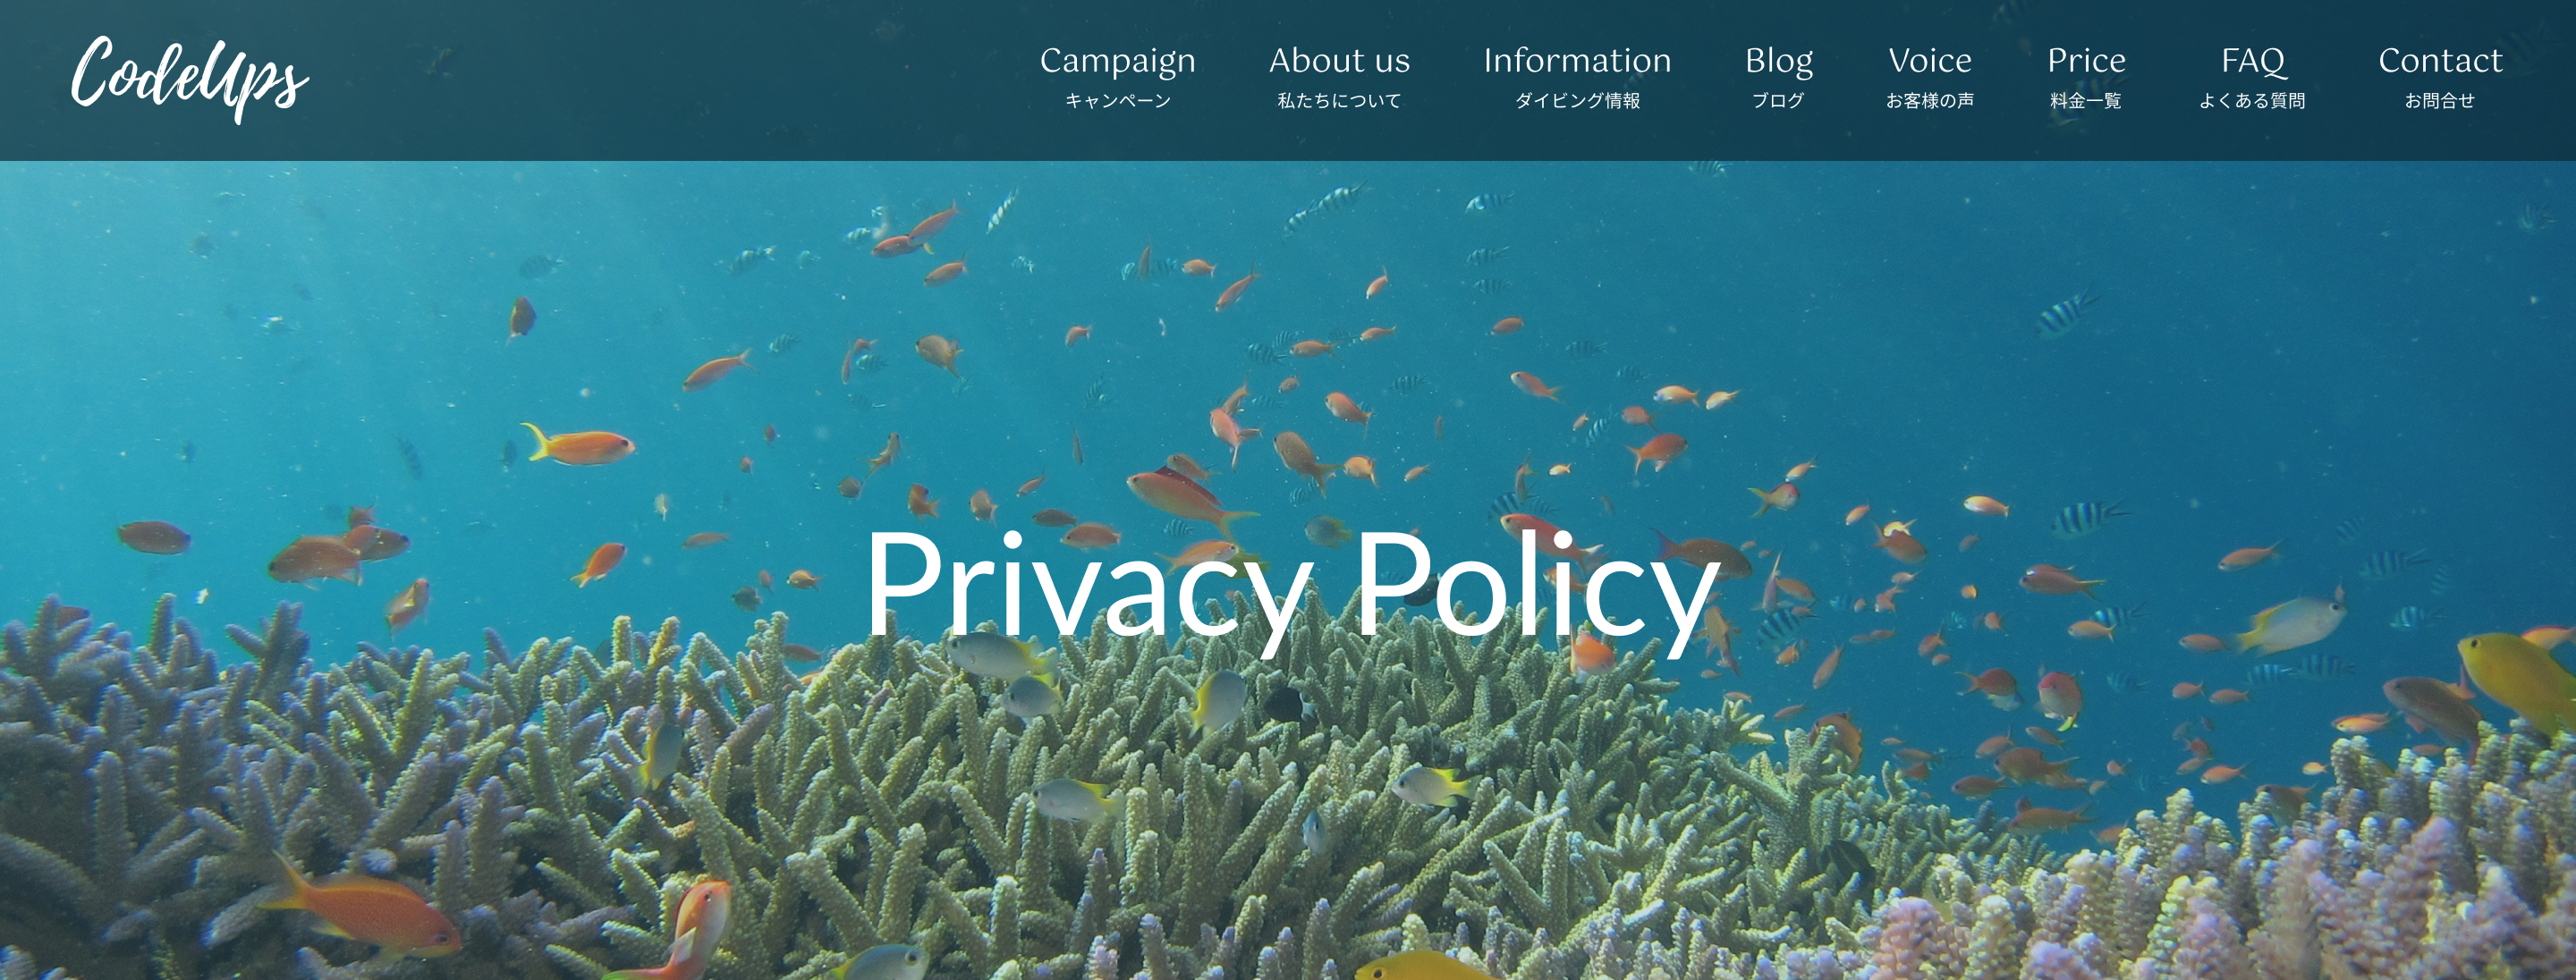 CodeUps
Campaign
キャンペーン
About us
私たちについて
Information
ダイビング情報
Blog
ブログ
Voice
お客様の声
Price
料金一覧
FAQ
よくある質問
Contact
お問合せ
Privacy Policy